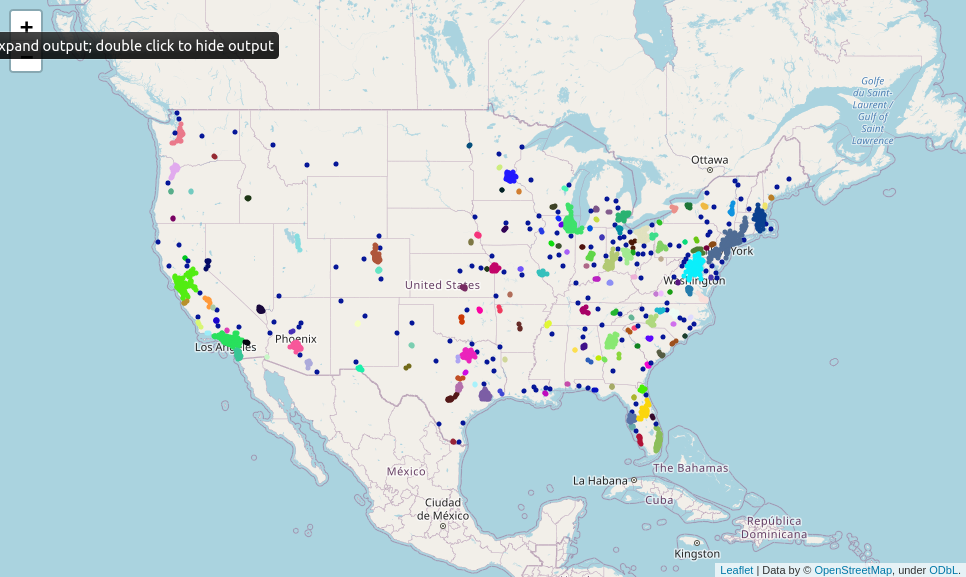 +
xpand output; double click to hide output
Golfe
du Saint-
Laurent /
Gulf of
Saint
Lawrence
Ottawa
York
Washington
United States
Phoenix
Los Angeles
México
Ciudad
de México
The Bahamas
La Habana
Cuba
República
Dominicana
Kingston
Leaflet | Data by © OpenStreetMap, under ODbL.